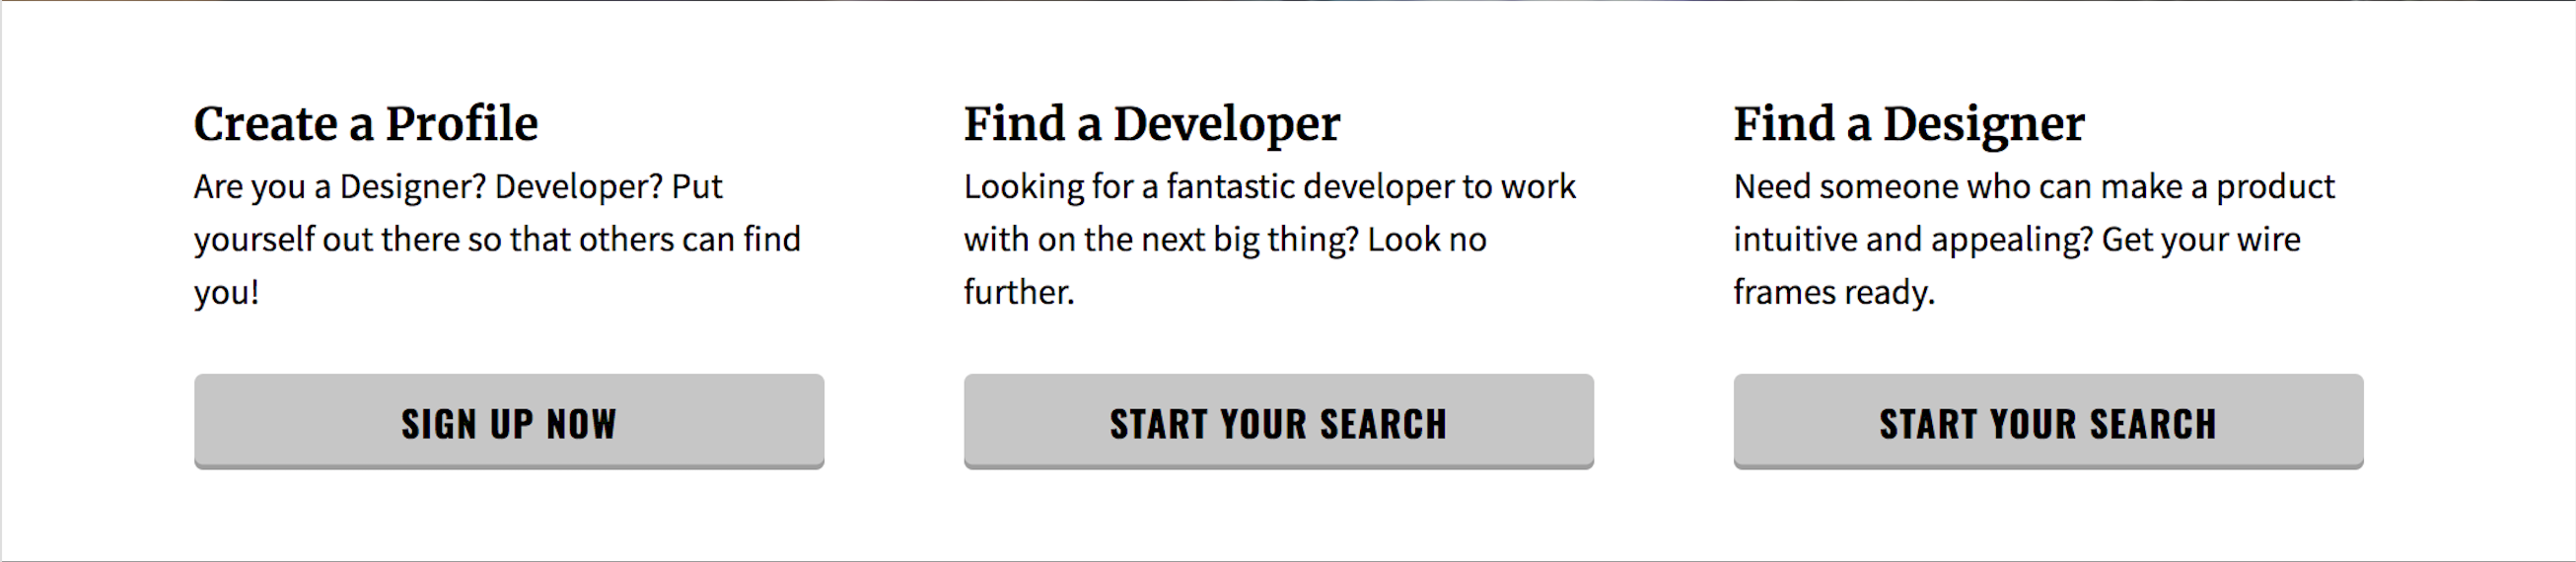 Create a Profile
Are you a Designer? Developer? Put
yourself out there so that others can find
you!
SIGN UP NOW
Find a Developer
Looking for a fantastic developer to work
with on the next big thing? Look no
further.
START YOUR SEARCH
Find a Designer
Need someone who can make a product
intuitive and appealing? Get your wire
frames ready.
START YOUR SEARCH